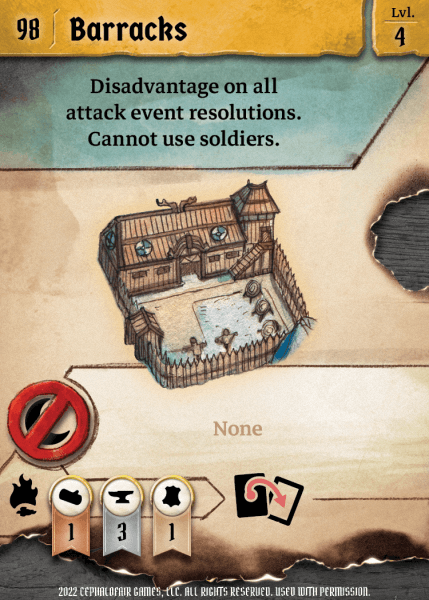 98 Barracks
Lvl.
4
Disadvantage on all
attack event resolutions.
Cannot use soldiers.
None
1 3 1
2022 CEPHALOFAIR GAMES, LLC. ALL RIGHTS RESERVED. USED WITH PERMISSION.